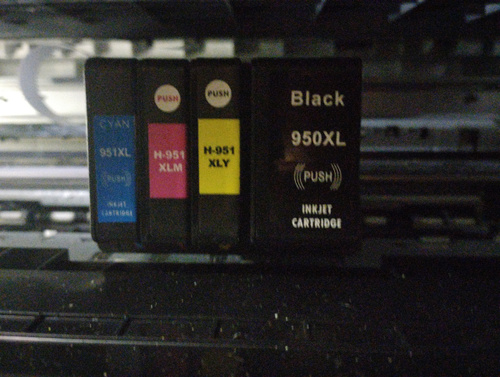 CYAN
951XL
PUSH
INKJET
CARTRIDGE
PUSH
H-951
XLM
PUSH
H-951
XLY
Black
950XL
PUSH
INKJET
CARTRIDGE